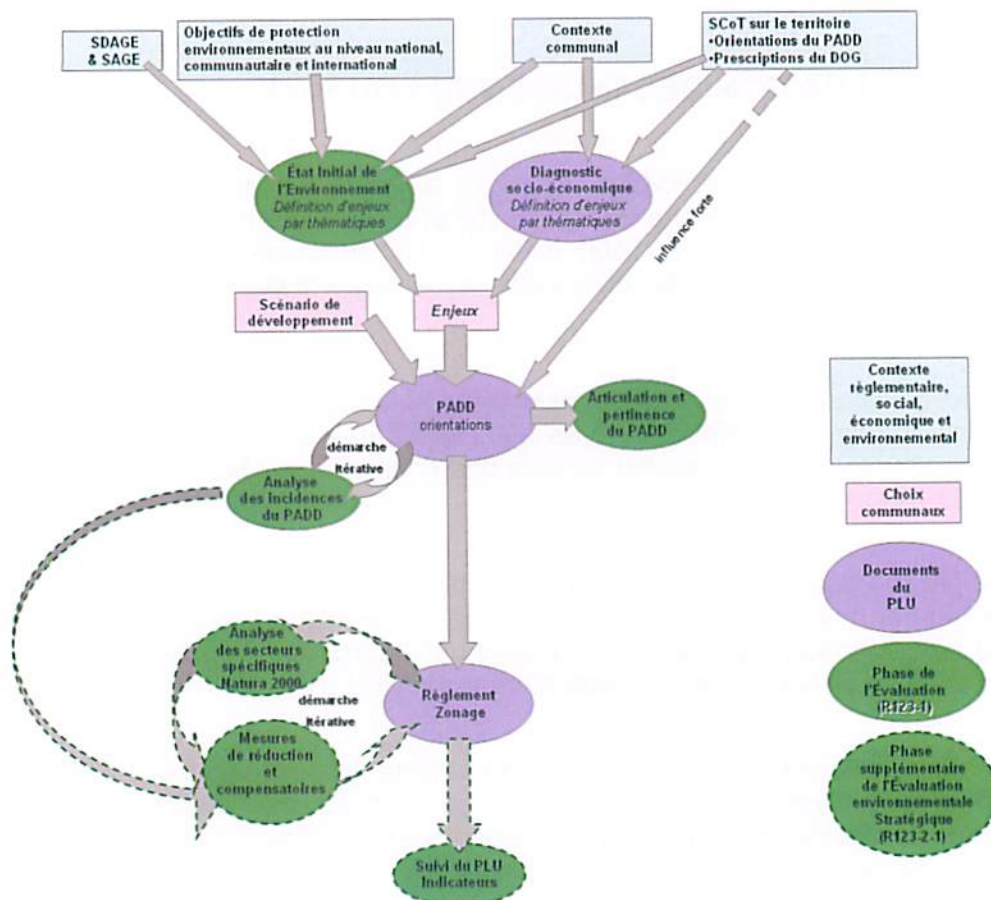 SDAGE
& SAGE
Objectifs de protection
environnementaux au niveau national,
communautaire et international
Contexte
communal
SCoT sur le territoire
•Orientations du PADD
•Prescriptions du DOG
État Initial de
l'Environnement
Définition d'enjeux
par thématiques
Diagnostic
socio-économique
Définition d'enjeux
par thématiques
influence forte
Scénario de
développement
Enjeux
PADD
orientations
Articulation et
pertinence
du PADD
démarche
itérative
Analyse
des incidences
du PADD
Analyse
des secteurs
spécifiques
Natura 2000
démarche
itérative
Mesures
de réduction
et
compensatoires
Règlement
Zonage
Suivi du PLU
Indicateurs
Contexte
règlementaire,
social,
économique et
environnemental
Choix
communaux
Documents
du
PLU
Phase de
l'Évaluation
(R123-1)
Phase
supplémentaire
de l'Évaluation
environnementale
Stratégique
(R123-2-1)